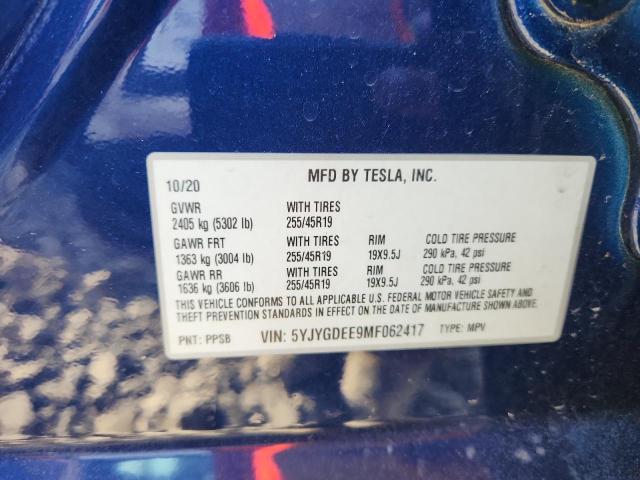 MFD BY TESLA, INC.
10/20
GVWR WITH TIRES
2405 kg (5302 lb) 255/45R19
GAWR FRT WITH TIRES RIM COLD TIRE PRESSURE
1363 kg (3004 lb) 255/45R19 19X9.5J 290 kPa, 42 psi
GAWR RR WITH TIRES RIM COLD TIRE PRESSURE
1636 kg (3606 lb) 255/45R19 19X9.5J 290 kPa, 42 psi
THIS VEHICLE CONFORMS TO ALL APPLICABLE U.S. FEDERAL MOTOR VEHICLE SAFETY AND
THEFT PREVENTION STANDARDS IN EFFECT ON THE DATE OF MANUFACTURE SHOWN ABOVE.
PNT: PPSB VIN: 5YJYGDEE9MF062417 TYPE: MPV